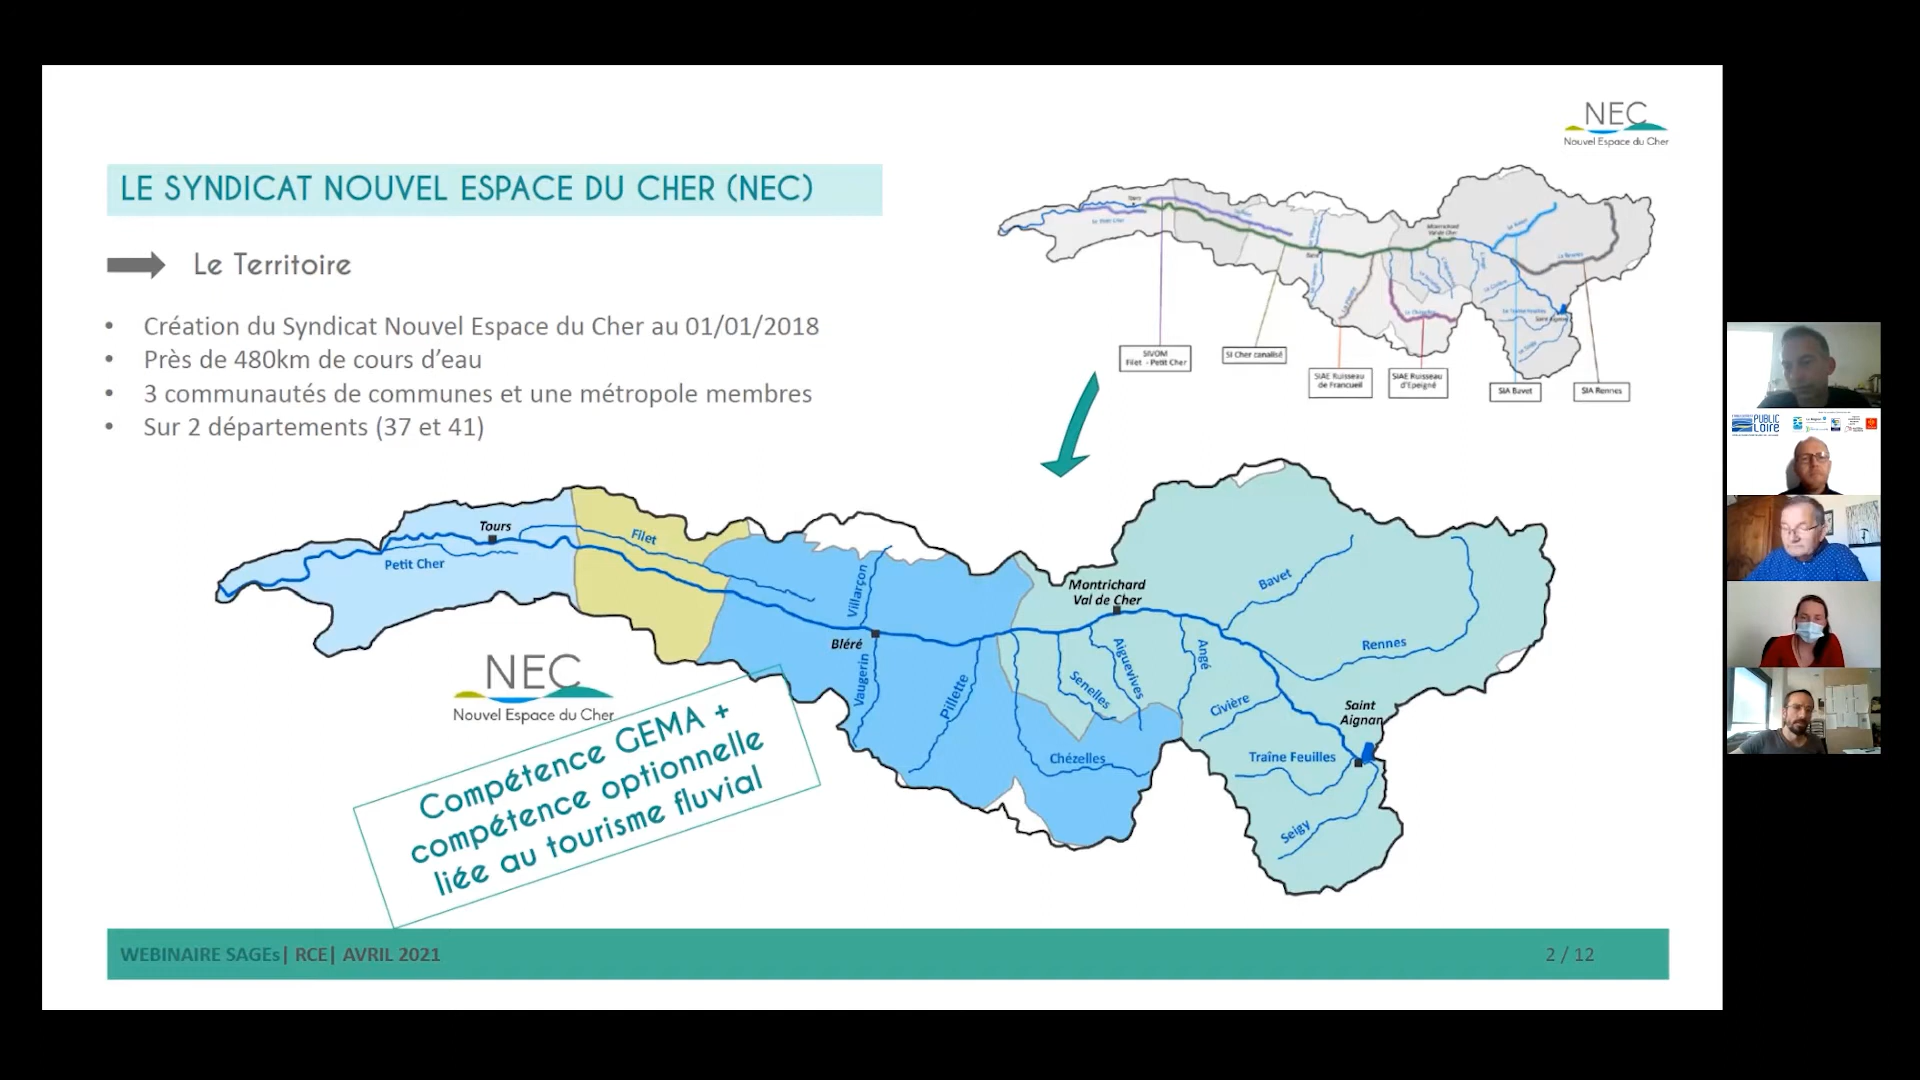 NEC
Nouvel Espace du Cher
LE SYNDICAT NOUVEL ESPACE DU CHER (NEC)
Le Territoire
• Création du Syndicat Nouvel Espace du Cher au 01/01/2018
• Près de 480km de cours d’eau
• 3 communautés de communes et une métropole membres
• Sur 2 départements (37 et 41)
SIVOM
Filet - Petit Cher
SI Cher canalisé
SIAE Ruisseau
de Francueil
SIAE Ruisseau
d'Epeigné
SIA Bavet
SIA Rennes
Tours
Filet
Petit Cher
Villarçon
Bléré
Vaugerin
Pillette
Montrichard
Val de Cher
Bavet
Rennes
Aiguevives
Senelles
Angé
Civière
Saint
Aignan
Chézelles
Traîne Feuilles
Seigy
NEC
Nouvel Espace du Cher
Compétence GEMA +
compétence optionnelle
liée au tourisme fluvial
WEBINAIRE SAGEs| RCE| AVRIL 2021
2 / 12
PUBLIC
LOIRE